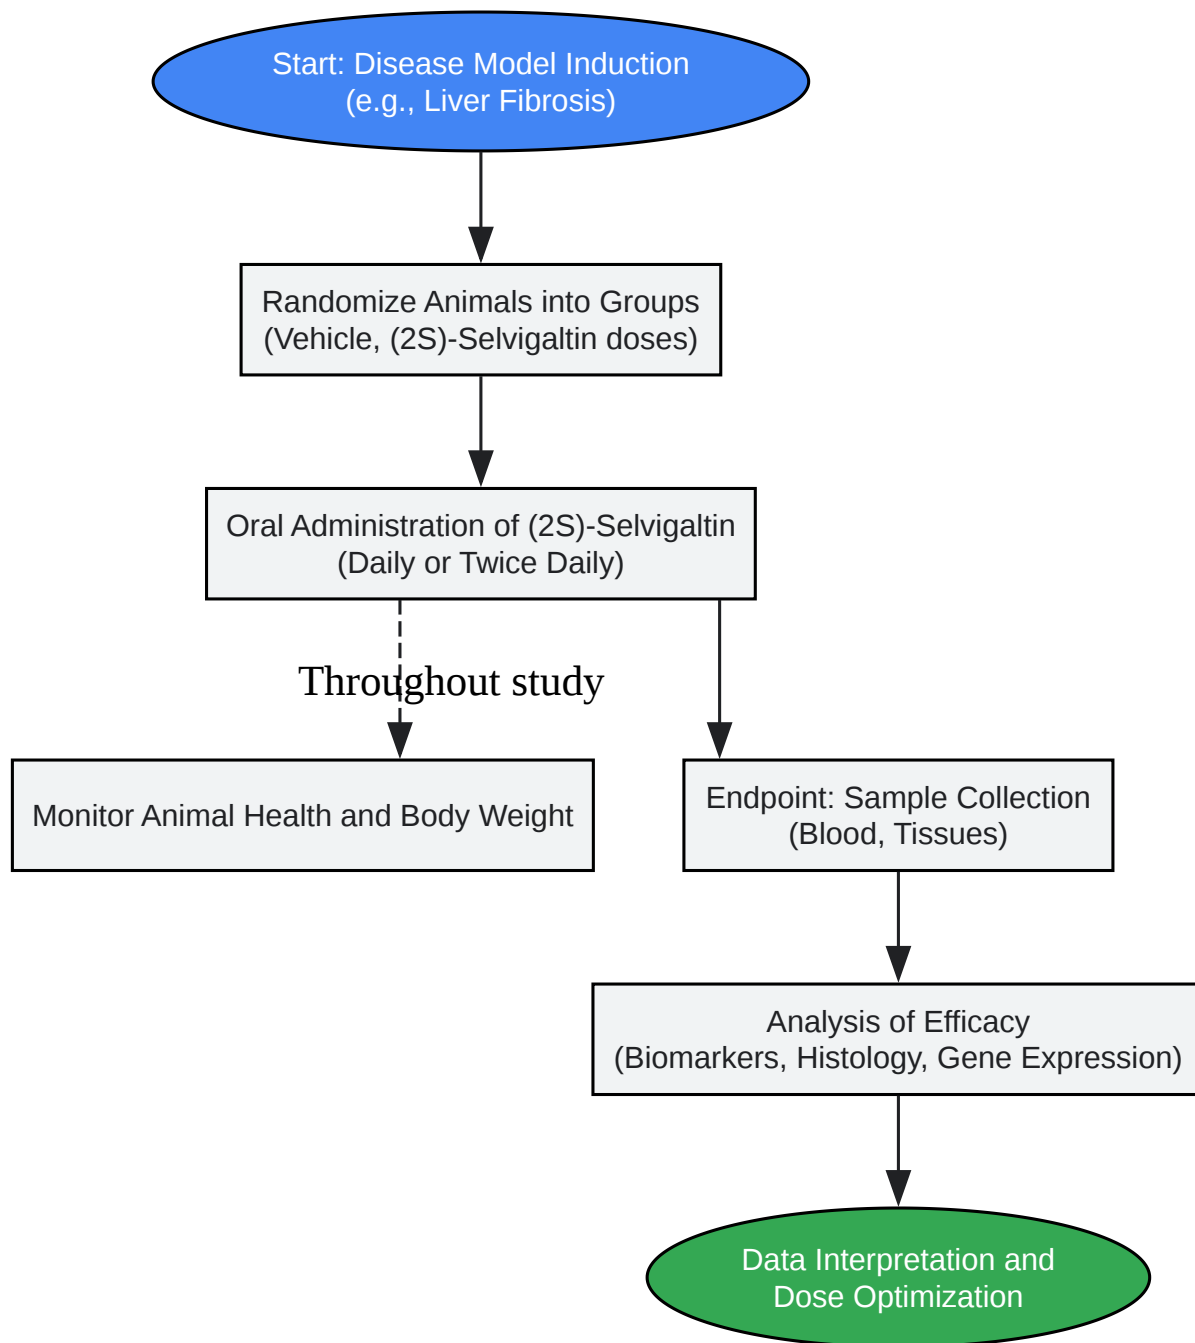 Start: Disease Model Induction
(e.g., Liver Fibrosis)
Randomize Animals into Groups
(Vehicle, (2S)-Selvigaltin doses)
Oral Administration of (2S)-Selvigaltin
(Daily or Twice Daily)
Throughout study
Monitor Animal Health and Body Weight
Endpoint: Sample Collection
(Blood, Tissues)
Analysis of Efficacy
(Biomarkers, Histology, Gene Expression)
Data Interpretation and
Dose Optimization